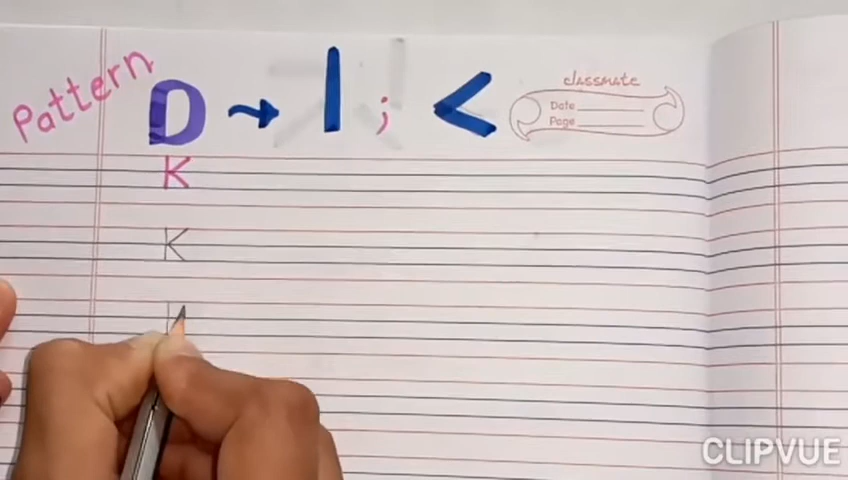 Pattern D → | ; <
classmate
Date
Page
K
K
CLIPVUE